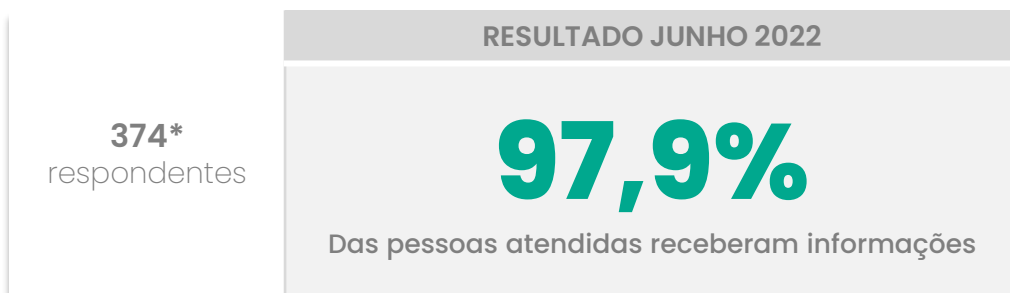 RESULTADO JUNHO 2022
374*
respondentes
97,9%
Das pessoas atendidas receberam informações